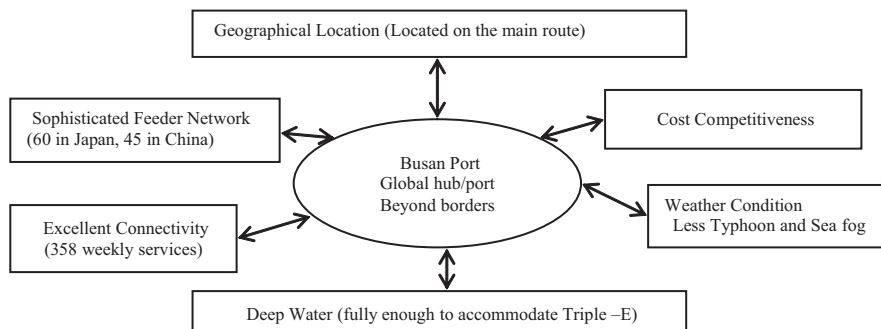 Geographical Location (Located on the main route)
Sophisticated Feeder Network
(60 in Japan, 45 in China)
Cost Competitiveness
Busan Port
Global hub/port
Beyond borders
Excellent Connectivity
(358 weekly services)
Weather Condition
Less Typhoon and Sea fog
Deep Water (fully enough to accommodate Triple –E)